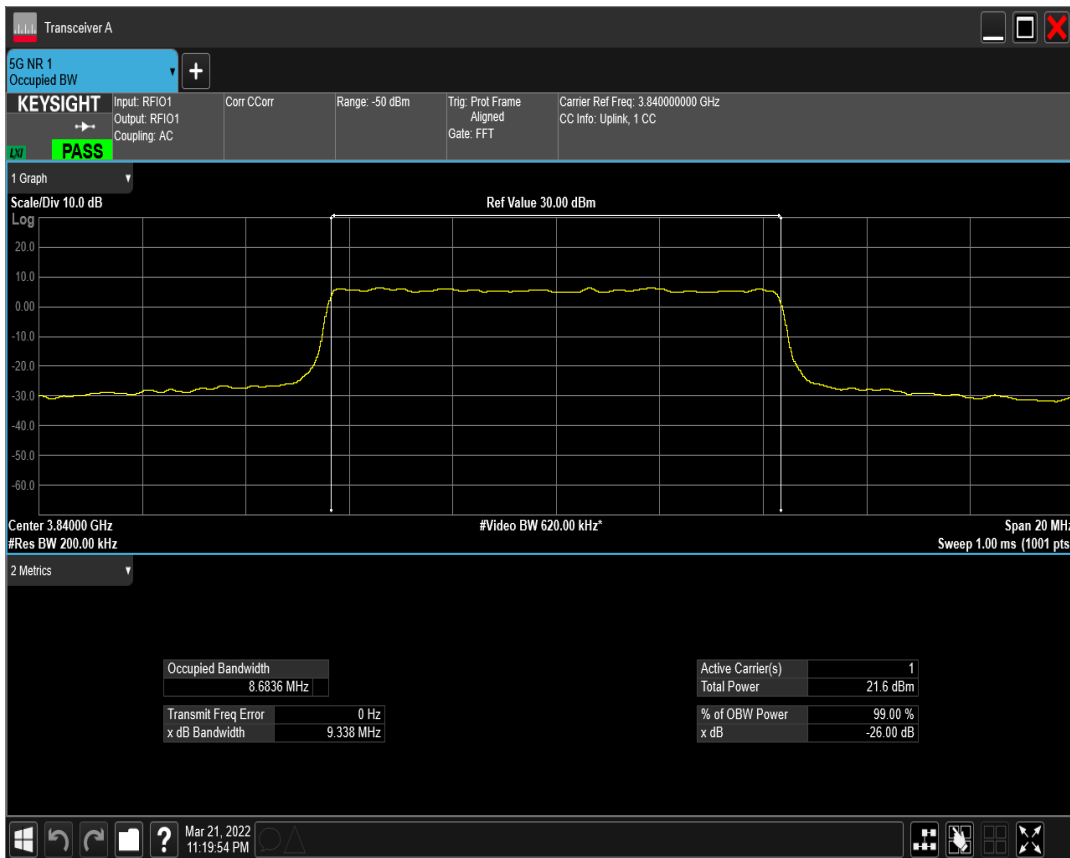 Transceiver A
5G NR 1
Occupied BW
KEYSIGHT
LXI
PASS
Input: RFIO1
Output: RFIO1
Coupling: AC
Corr CCorr
Range: -50 dBm
Trig: Prot Frame
Aligned
Gate: FFT
Carrier Ref Freq: 3.840000000 GHz
CC Info: Uplink, 1 CC
1 Graph
Scale/Div 10.0 dB
Ref Value 30.00 dBm
Log
20.0
10.0
0.00
-10.0
-20.0
-30.0
-40.0
-50.0
-60.0
Center 3.84000 GHz
#Video BW 620.00 kHz*
Span 20 MHz
#Res BW 200.00 kHz
Sweep 1.00 ms (1001 pts
2 Metrics
Occupied Bandwidth
8.6836 MHz
Transmit Freq Error 0 Hz
x dB Bandwidth 9.338 MHz
Active Carrier(s) 1
Total Power 21.6 dBm
% of OBW Power 99.00 %
x dB -26.00 dB
Mar 21, 2022
11:19:54 PM